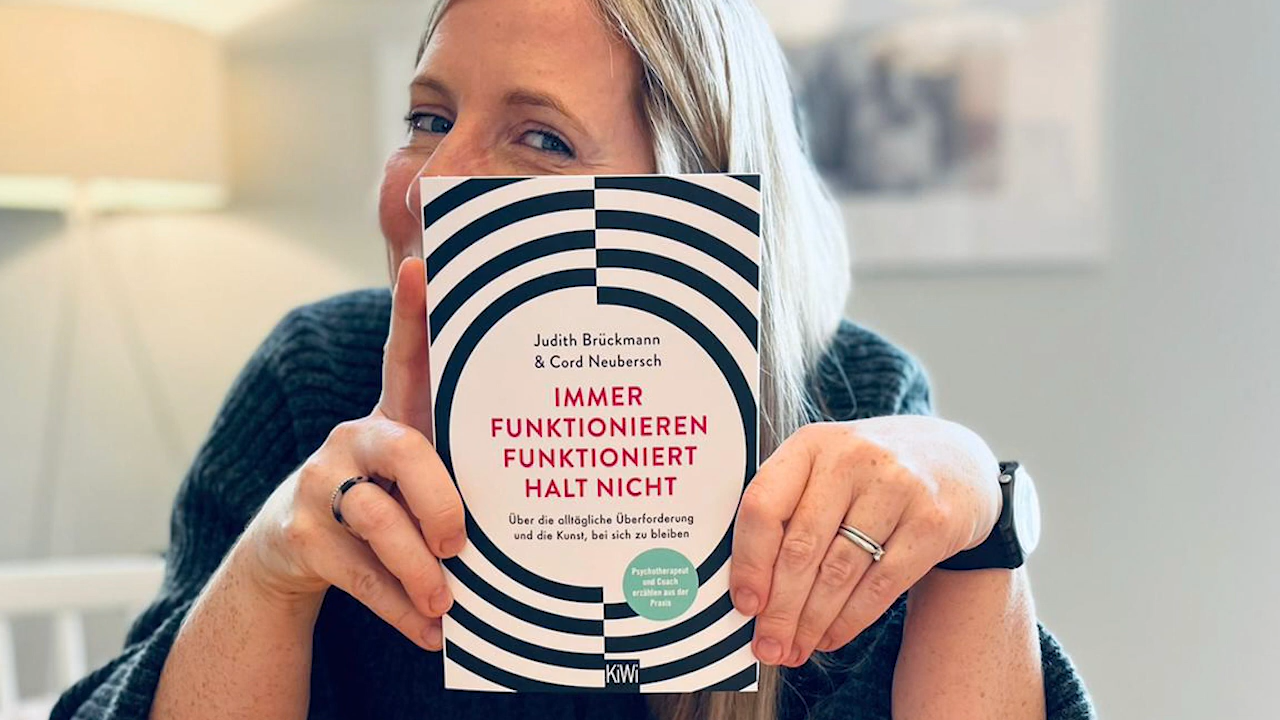 Judith Brückmann
& Cord Neubersch
IMMER
FUNKTIONIEREN
FUNKTIONIERT
HALT NICHT
Über die alltägliche Überforderung
und die Kunst, bei sich zu bleiben
Psychotherapeut
und Coach
erzählen aus der
Praxis
KiWi